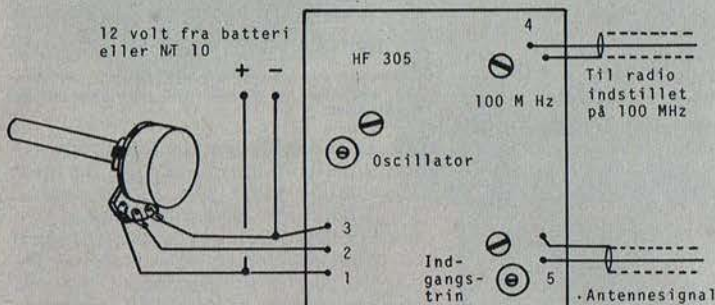 12 volt fra batteri
eller NT 10
+ −
HF 305
4
100 M Hz
Til radio
indstillet
på 100 MHz
Oscillator
3
2
1
Ind-
gangs-
trin
5
Antennesignal